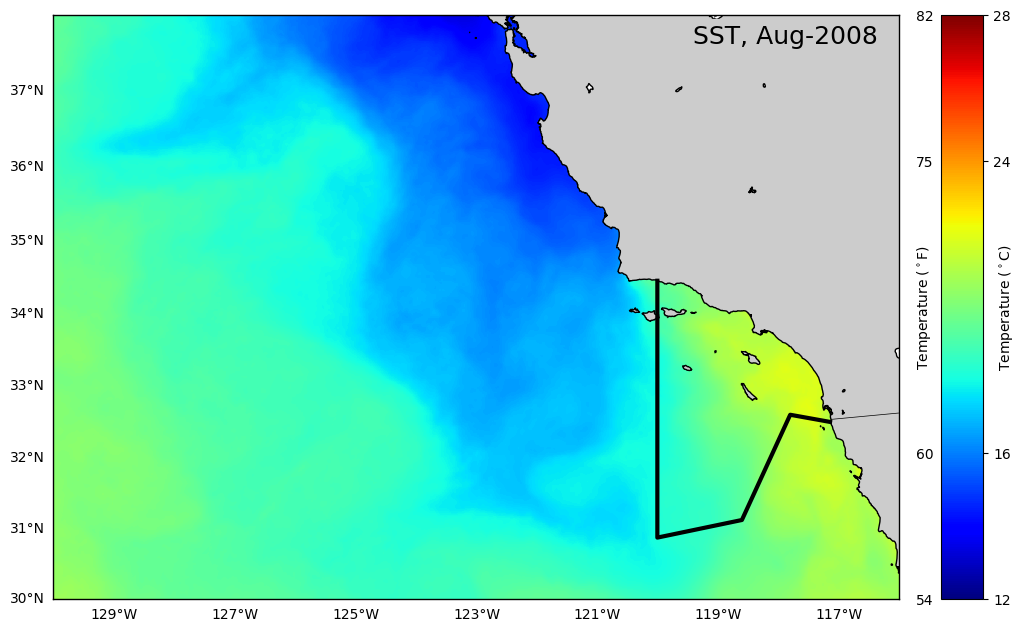 SST, Aug-2008
37°N
36°N
35°N
34°N
33°N
32°N
31°N
30°N
129°W
127°W
125°W
123°W
121°W
119°W
117°W
82
75
60
54
Temperature (°F)
28
24
16
12
Temperature (°C)